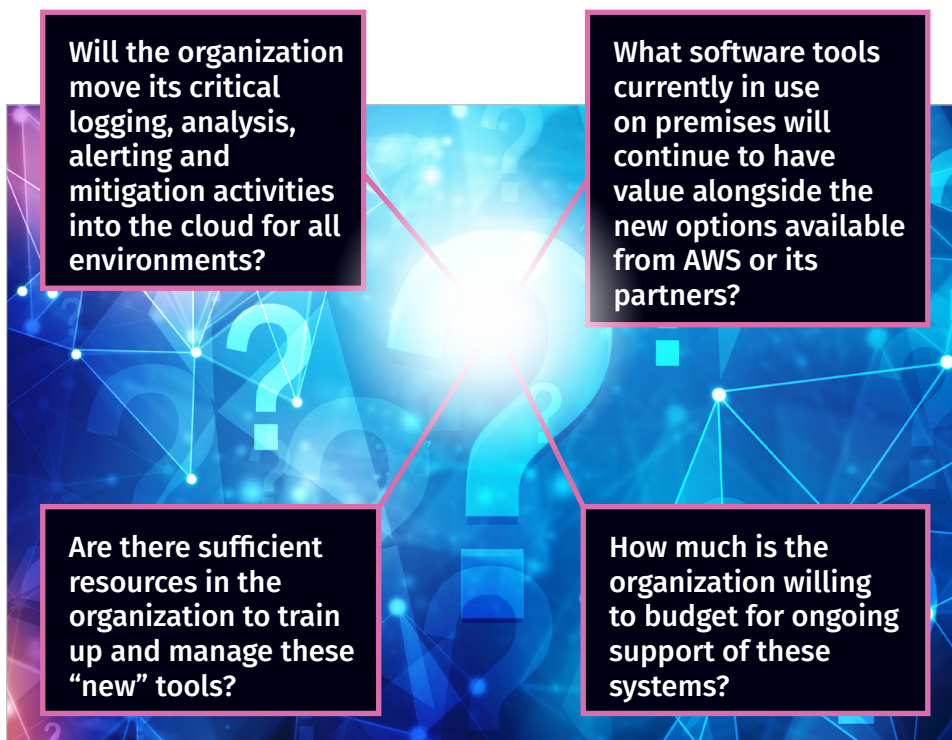 Will the organization
move its critical
logging, analysis,
alerting and
mitigation activities
into the cloud for all
environments?
What software tools
currently in use
on premises will
continue to have
value alongside the
new options available
from AWS or its
partners?
Are there sufficient
resources in the
organization to train
up and manage these
“new” tools?
How much is the
organization willing
to budget for ongoing
support of these
systems?